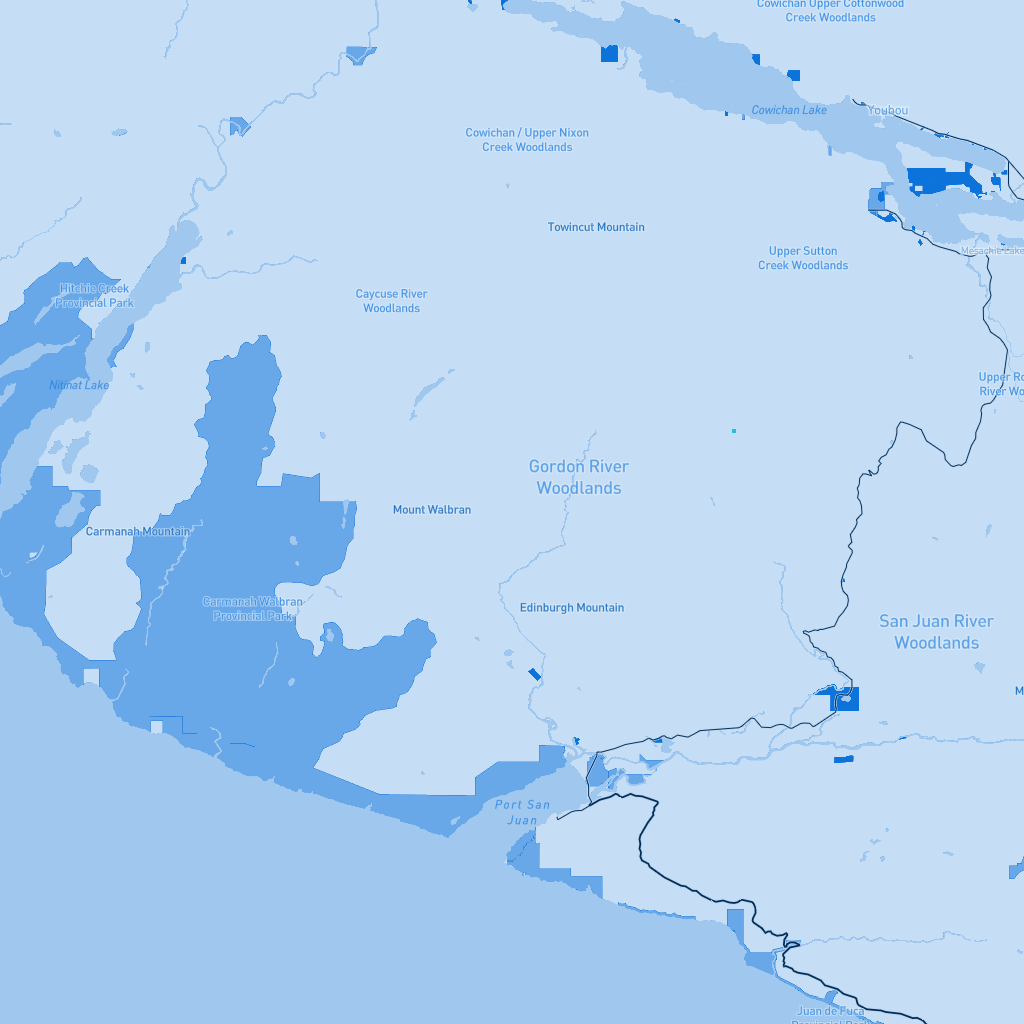 Cowichan Upper Cottonwood
Creek Woodlands
Cowichan Lake
Youbou
Cowichan / Upper Nixon
Creek Woodlands
Towincut Mountain
Upper Sutton
Creek Woodlands
Mesachie Lake
Hitchie Creek
Provincial Park
Caycuse River
Woodlands
Nitinat Lake
Upper Ro
River Wo
Gordon River
Woodlands
Mount Walbran
Carmanah Mountain
Carmanah Walbran
Provincial Park
Edinburgh Mountain
San Juan River
Woodlands
M
Port San
Juan
Juan de Fuca
Provincial Park